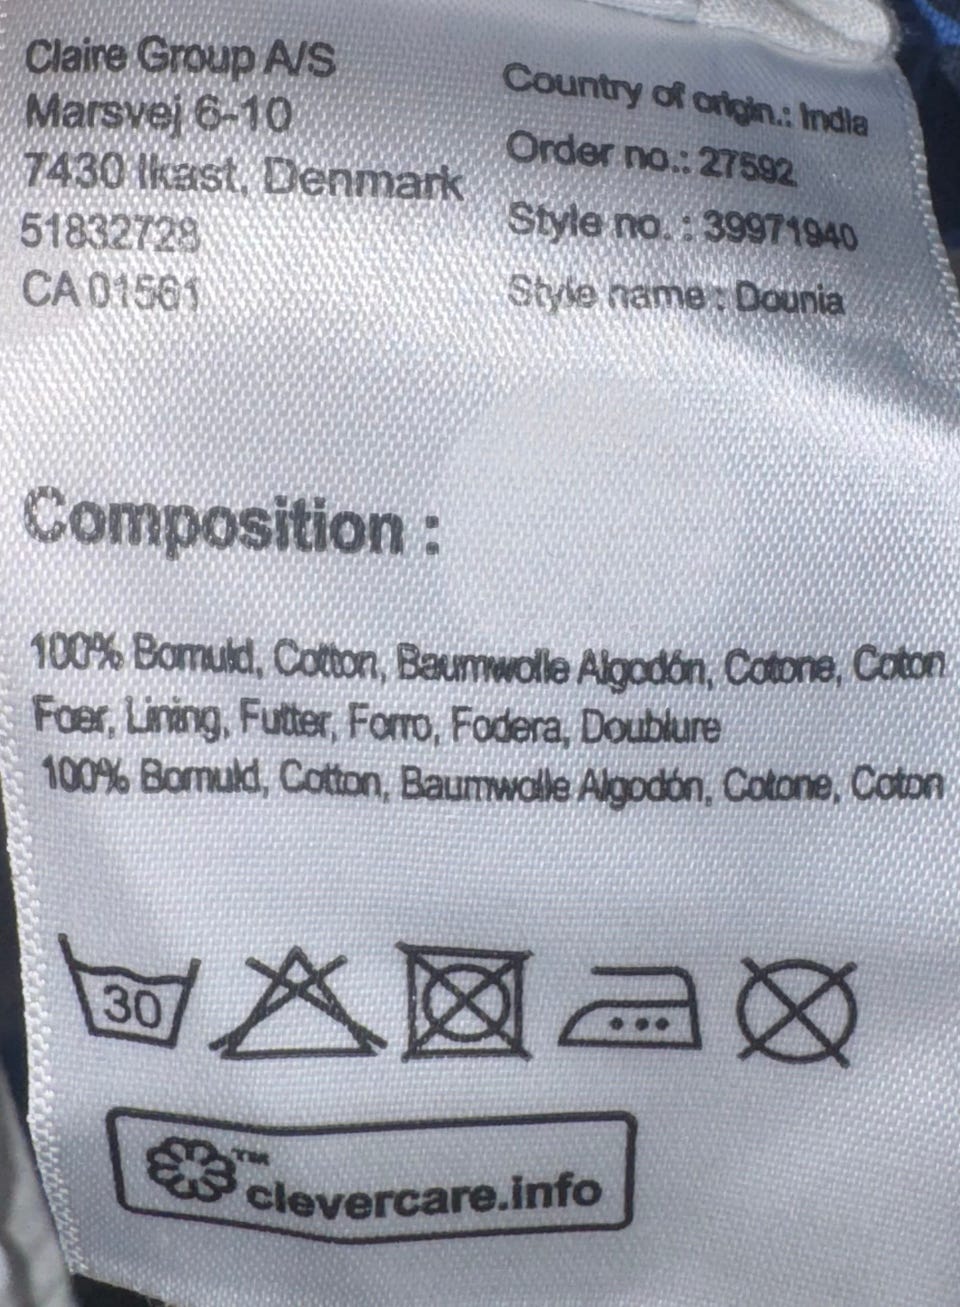 Claire Group A/S
Marsvej 6-10
7430 Ikast, Denmark
51832728
CA 01561
Country of origin.: India
Order no.: 27592
Style no. : 39971940
Style name : Dounia
Composition :
100% Bomuld, Cotton, Baumwolle Algodón, Cotone, Coton
Foer, Lining, Futter, Forro, Fodera, Doublure
100% Bomuld, Cotton, Baumwolle Algodón, Cotone, Coton
30
™ clevercare.info